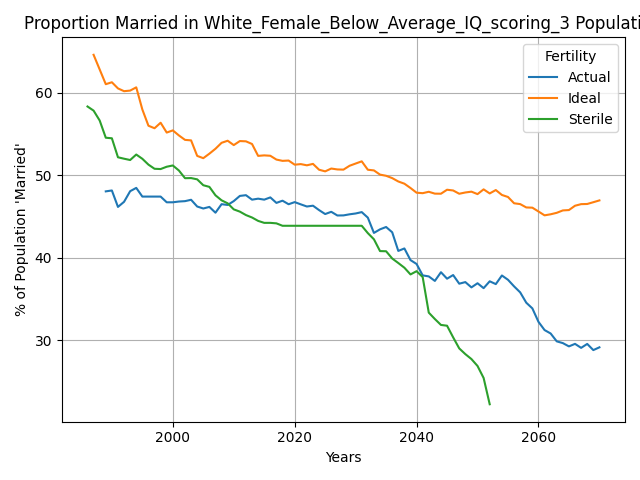 Proportion Married in White_Female_Below_Average_IQ_scoring_3 Populati
Fertility
Actual
Ideal
Sterile
% of Population 'Married'
60
50
40
30
2000
2020
2040
2060
Years